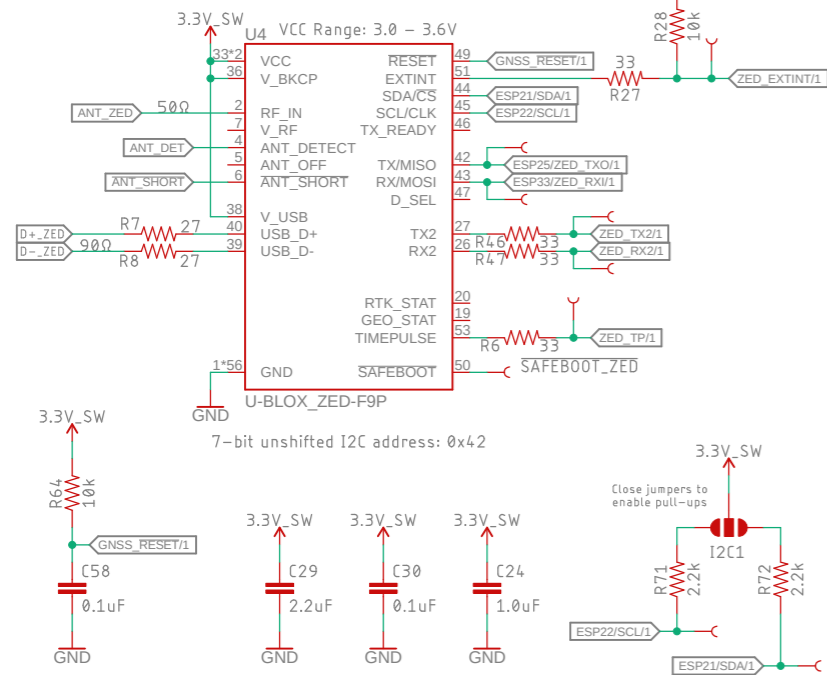 3.3V_SW
U4 VCC Range: 3.0 – 3.6V
R28
10k
33*2 VCC RESET 49 GNSS_RESET/1
36 V_BKCP EXTINT 51 33 R27 ZED_EXTINT/1
SDA/CS 44 ESP21/SDA/1
ANT_ZED 50Ω 2 RF_IN SCL/CLK 45 ESP22/SCL/1
7 V_RF TX_READY 46
ANT_DET 4 ANT_DETECT
5 ANT_OFF TX/MISO 42 ESP25/ZED_TXO/1
ANT_SHORT 6 ANT_SHORT RX/MOSI 43 ESP33/ZED_RXI/1
D_SEL 47
38 V_USB
D+_ZED R7 27 40 USB_D+ TX2 27 R46 33 ZED_TX2/1
D-_ZED 90Ω R8 27 39 USB_D- RX2 26 R47 33 ZED_RX2/1
RTK_STAT 20
GEO_STAT 19
TIMEPULSE 53 R6 33 ZED_TP/1
1*56 GND SAFEBOOT 50 SAFEBOOT_ZED
GND
U-BLOX_ZED-F9P
7-bit unshifted I2C address: 0x42
3.3V_SW
R64
10k
GNSS_RESET/1
C58
0.1uF
GND
3.3V_SW
C29
2.2uF
GND
3.3V_SW
C30
0.1uF
GND
3.3V_SW
C24
1.0uF
GND
3.3V_SW
Close jumpers to
enable pull-ups
I2C1
R71
2.2k
R72
2.2k
ESP22/SCL/1
ESP21/SDA/1